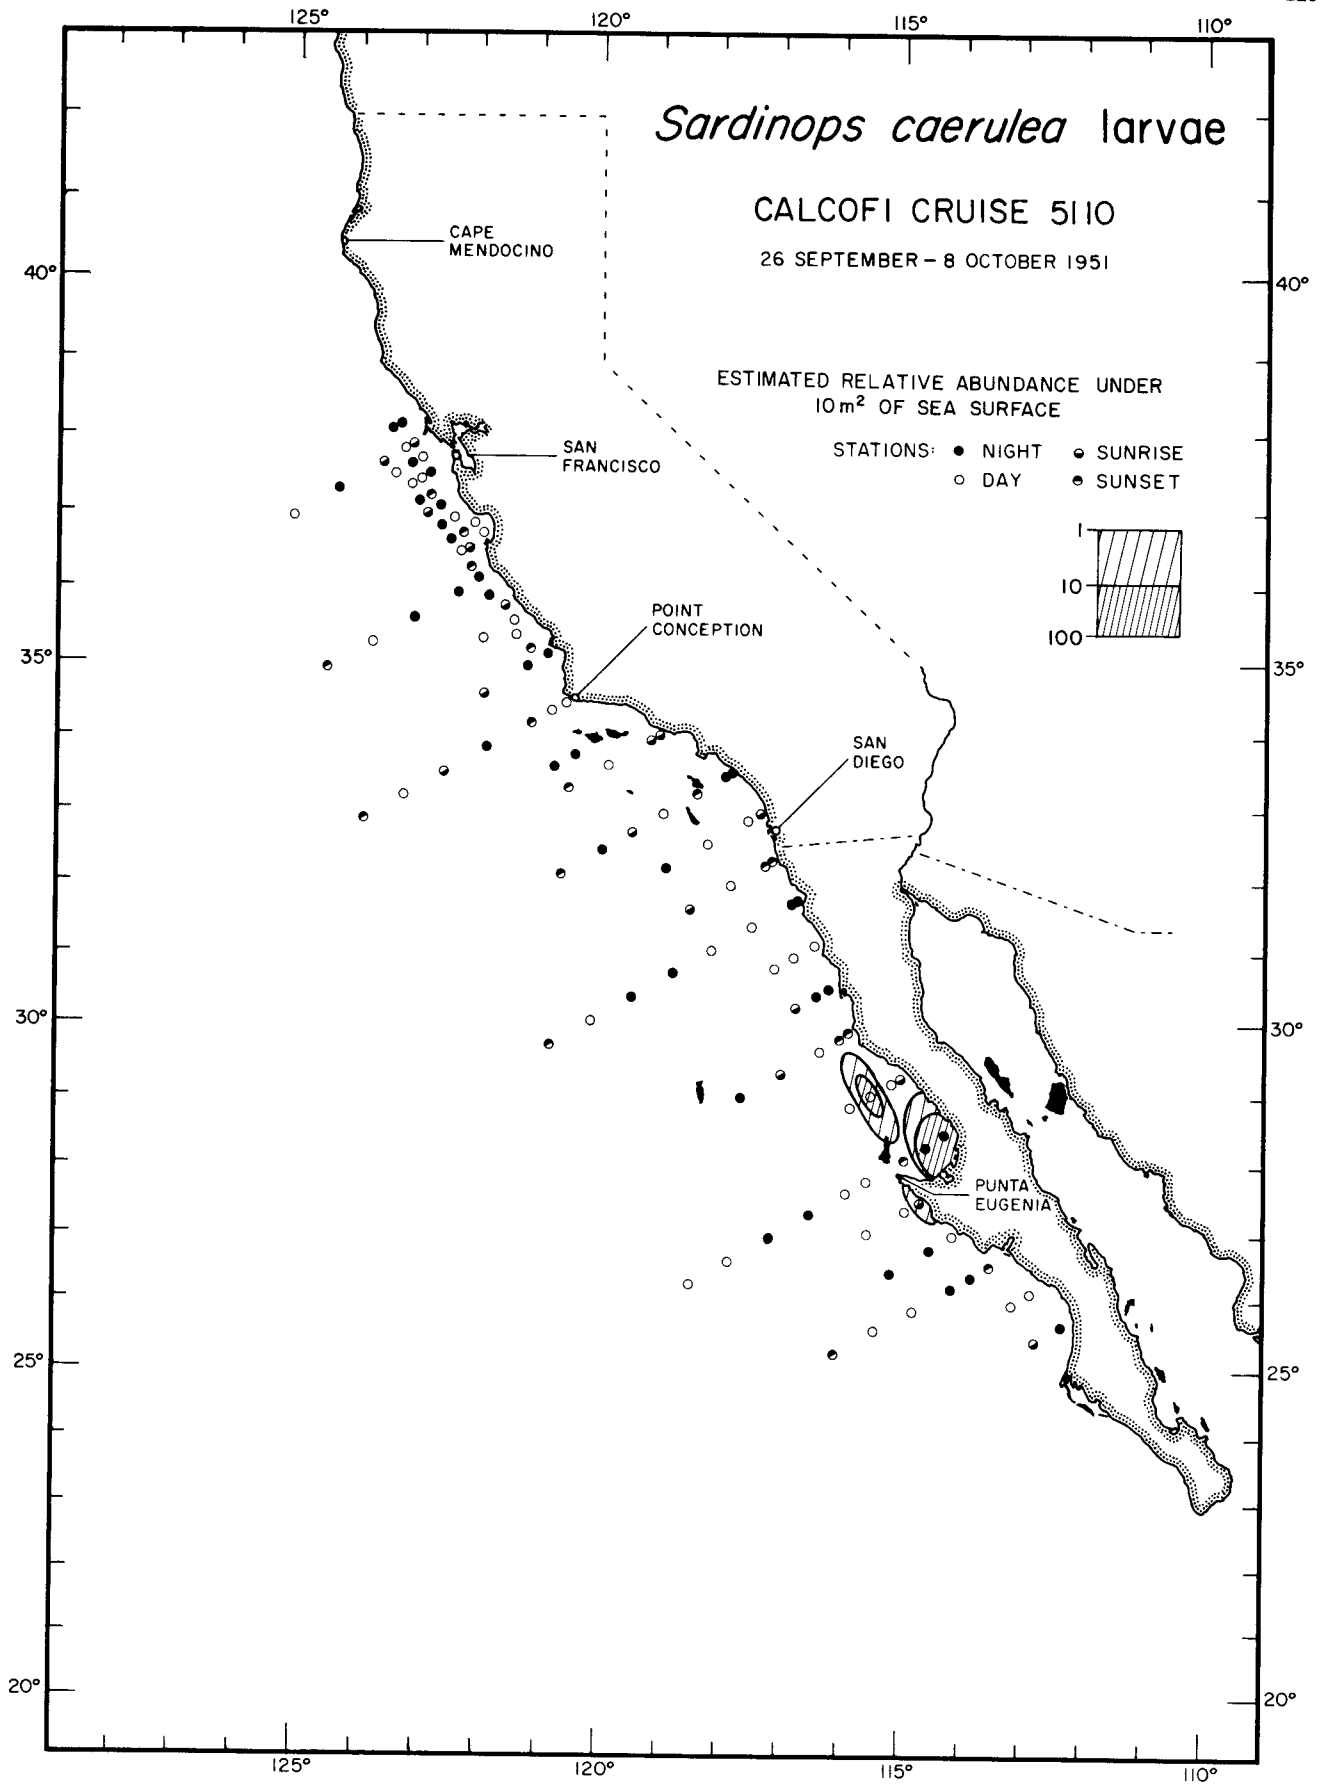 125° 120° 115° 110°
Sardinops caerulea larvae
CALCOFI CRUISE 5110
26 SEPTEMBER – 8 OCTOBER 1951
CAPE
MENDOCINO
40° 40°
ESTIMATED RELATIVE ABUNDANCE UNDER
10 m² OF SEA SURFACE
STATIONS: NIGHT SUNRISE
DAY SUNSET
SAN
FRANCISCO
1
10
100
POINT
CONCEPTION
35° 35°
SAN
DIEGO
30° 30°
PUNTA
EUGENIA
25° 25°
20° 20°
125° 120° 115° 110°